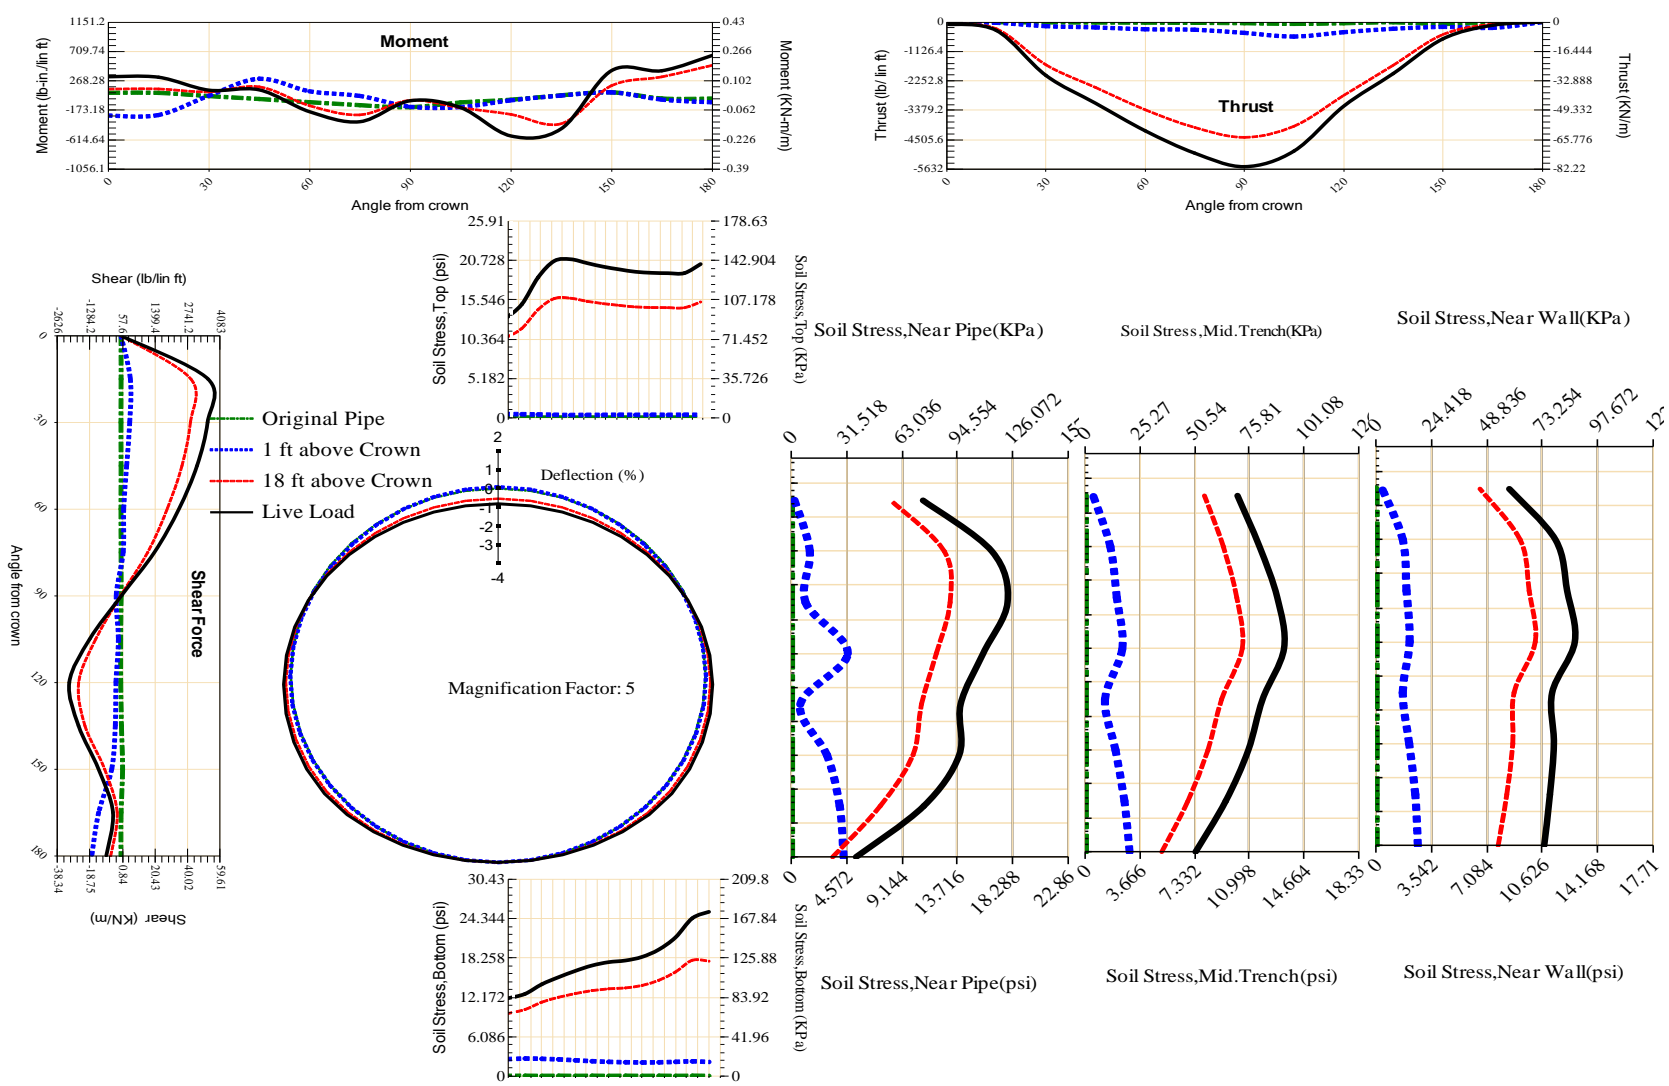 Moment
Moment (lb-in./lin ft)
1151.2
709.74
268.28
-173.18
-614.64
-1056.1
0.43
0.266
0.102
-0.062
-0.226
-0.39
Moment (KN-m/m)
0 30 60 90 120 150 180
Angle from crown
Thrust
Thrust (lb/ lin ft)
0
-1126.4
-2252.8
-3379.2
-4505.6
-5632
0
-16.444
-32.888
-49.332
-65.776
-82.22
Thrust (KN/m)
0 30 60 90 120 150 180
Angle from crown
Soil Stress,Top (psi)
25.91
20.728
15.546
10.364
5.182
0
178.63
142.904
107.178
71.452
35.726
0
Soil Stress,Top (KPa)
Shear (lb/lin ft)
-2626 -1284.2 57.6 1399.4 2741.2 4083
0
30
60
90
120
150
180
Angle from crown
Shear Force
-38.34 -18.75 0.84 20.43 40.02 59.61
Shear (KN/m)
Original Pipe
1 ft above Crown
18 ft above Crown
Live Load
Deflection (%)
2
1
0
-1
-2
-3
-4
Magnification Factor: 5
Soil Stress,Bottom (psi)
30.43
24.344
18.258
12.172
6.086
0
209.8
167.84
125.88
83.92
41.96
0
Soil Stress,Bottom (KPa)
Soil Stress,Near Pipe(KPa)
0 31.518 63.036 94.554 126.072
0 4.572 9.144 13.716 18.288 22.86
Soil Stress,Near Pipe(psi)
Soil Stress,Mid.Trench(KPa)
0 25.27 50.54 75.81 101.08
0 3.666 7.332 10.998 14.664 18.33
Soil Stress,Mid.Trench(psi)
Soil Stress,Near Wall(KPa)
0 24.418 48.836 73.254 97.672
0 3.542 7.084 10.626 14.168 17.71
Soil Stress,Near Wall(psi)